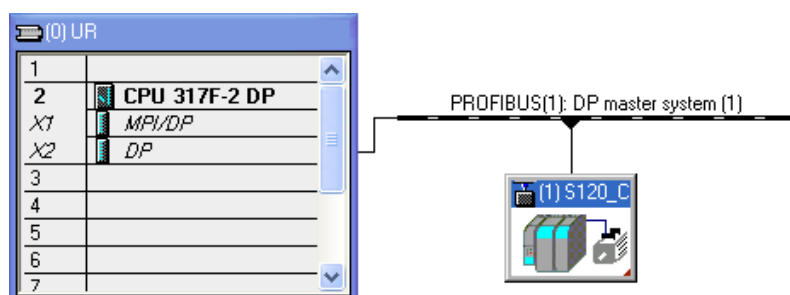 (0) UR
1
2 CPU 317F-2 DP
X1 MPI/DP
X2 DP
3
4
5
6
7
PROFIBUS(1): DP master system (1)
(1) S120_C